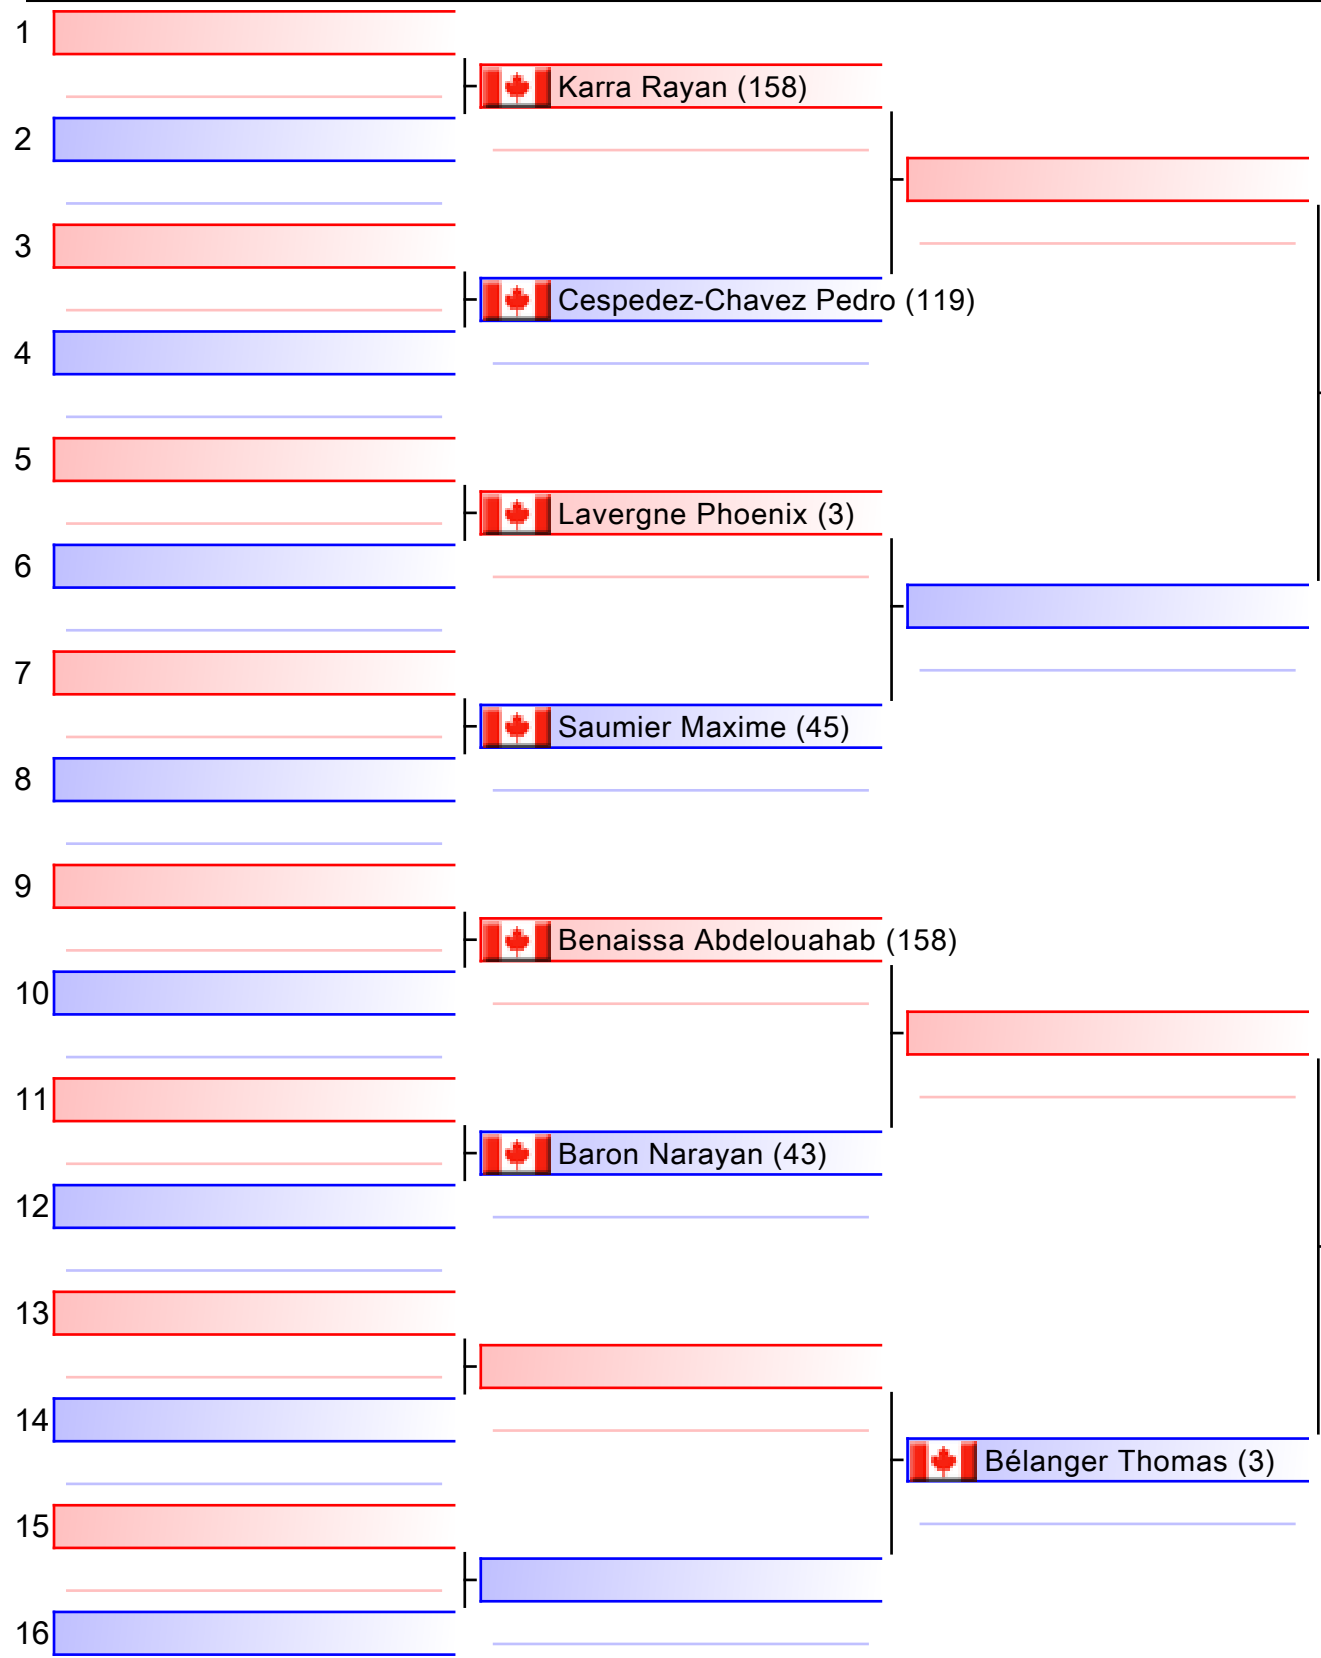 1
Karra Rayan (158)
2
3
Cespedez-Chavez Pedro (119)
4
5
Lavergne Phoenix (3)
6
7
Saumier Maxime (45)
8
9
Benaissa Abdelouahab (158)
10
11
Baron Narayan (43)
12
13
14
Bélanger Thomas (3)
15
16